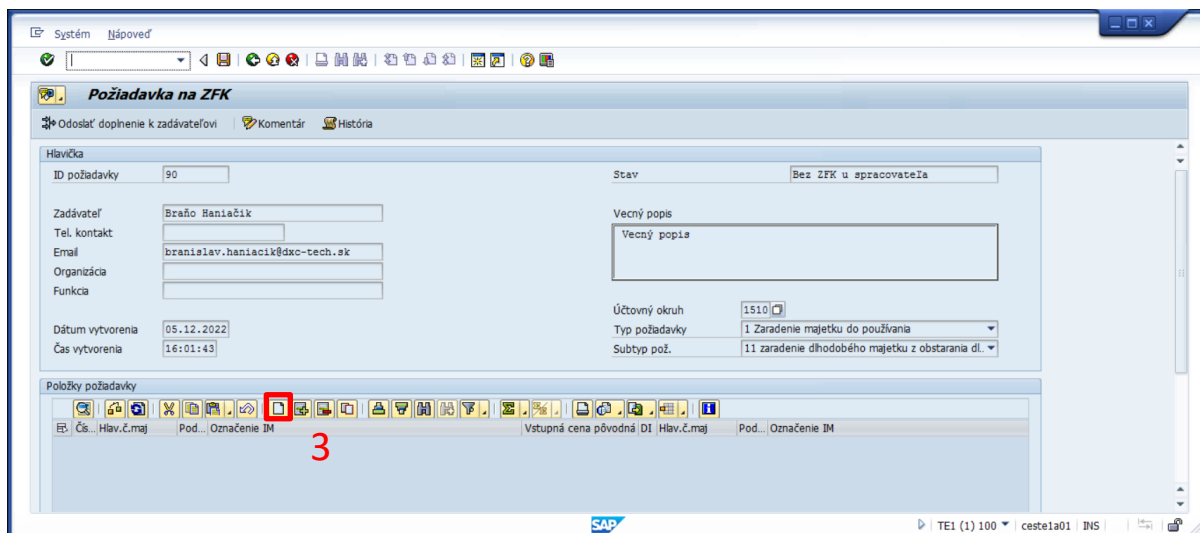 Systém Nápoveď
Požiadavka na ZFK
Odoslať doplnenie k zadávateľovi Komentár História
Hlavička
ID požiadavky 90 Stav Bez ZFK u spracovateľa
Zadávateľ Braňo Haniačik Vecný popis
Tel. kontakt Vecný popis
Email branislav.haniacik@dxc-tech.sk
Organizácia
Funkcia
Účtovný okruh 1510
Dátum vytvorenia 05.12.2022 Typ požiadavky 1 Zaradenie majetku do používania
Čas vytvorenia 16:01:43 Subtyp pož. 11 zaradenie dlhodobého majetku z obstarania dl..
Položky požiadavky
Čís... Hlav.č.maj Pod... Označenie IM Vstupná cena pôvodná DI Hlav.č.maj Pod... Označenie IM
3
SAP TE1 (1) 100 ceste1a01 INS